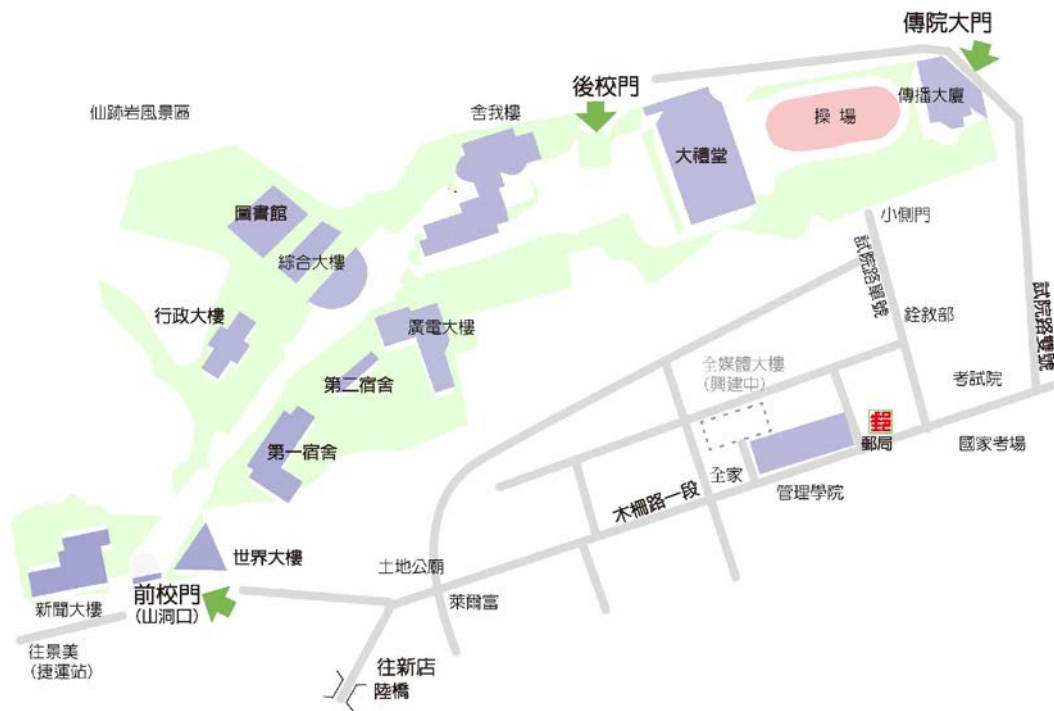 傳院大門
後校門
仙跡岩風景區
舍我樓
傳播大廈
操場
大禮堂
圖書館
小側門
綜合大樓
試院路單號
行政大樓
銓敘部
廣電大樓
試院路雙號
全媒體大樓
(興建中)
第二宿舍
考試院
郵
第一宿舍
郵局
國家考場
全家
木柵路一段
管理學院
世界大樓
土地公廟
前校門
(山洞口)
新聞大樓
萊爾富
往景美
(捷運站)
往新店
陸橋